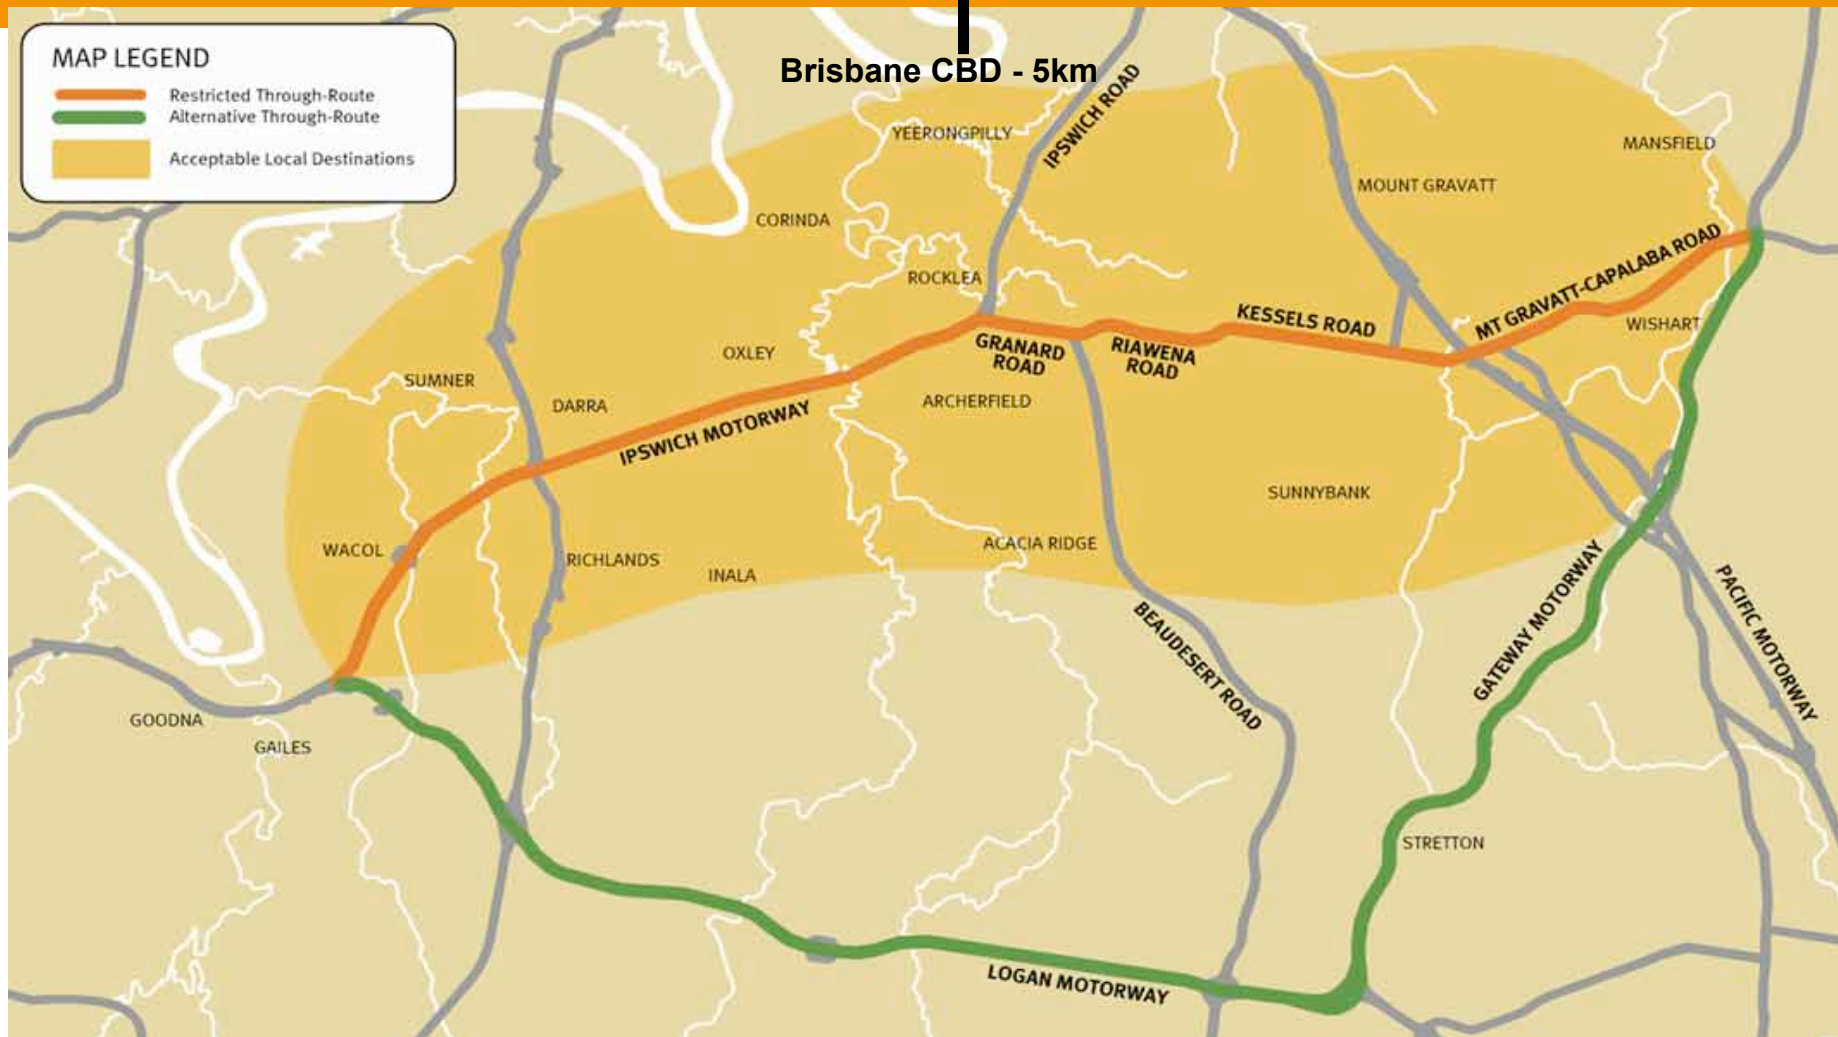 Brisbane CBD - 5km
MAP LEGEND
Restricted Through-Route
Alternative Through-Route
Acceptable Local Destinations
IPSWICH ROAD
YEERONGPILLY
MANSFIELD
MOUNT GRAVATT
CORINDA
ROCKLEA
MT GRAVATT-CAPALABA ROAD
KESSELS ROAD
WISHART
GRANARD
ROAD
RIAWENA
ROAD
OXLEY
SUMNER
DARRA
ARCHERFIELD
IPSWICH MOTORWAY
SUNNYBANK
WACOL
RICHLANDS
INALA
ACACIA RIDGE
BEAUDESERT ROAD
GATEWAY MOTORWAY
PACIFIC MOTORWAY
GOODNA
GAILES
STRETTON
LOGAN MOTORWAY